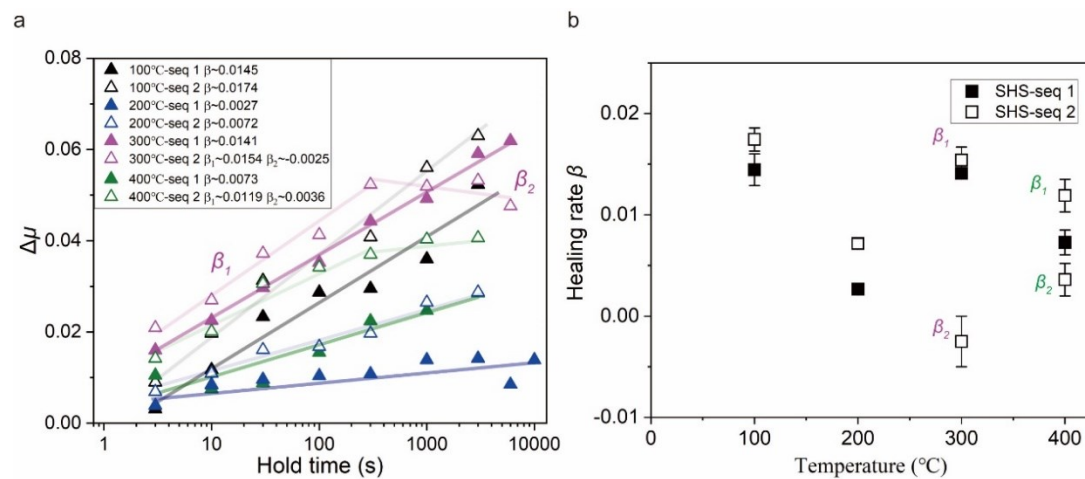 a
0.08
0.06
0.04
0.02
0.00
Δμ
100℃-seq 1 β~0.0145
100℃-seq 2 β~0.0174
200℃-seq 1 β~0.0027
200℃-seq 2 β~0.0072
300℃-seq 1 β~0.0141
300℃-seq 2 β₁~0.0154 β₂~-0.0025
400℃-seq 1 β~0.0073
400℃-seq 2 β₁~0.0119 β₂~0.0036
β₁
β₂
1 10 100 1000 10000
Hold time (s)
b
0.02
0.01
0.00
-0.01
Healing rate β
SHS-seq 1
SHS-seq 2
β₁
β₁
β₂
β₂
0 100 200 300 400
Temperature (℃)